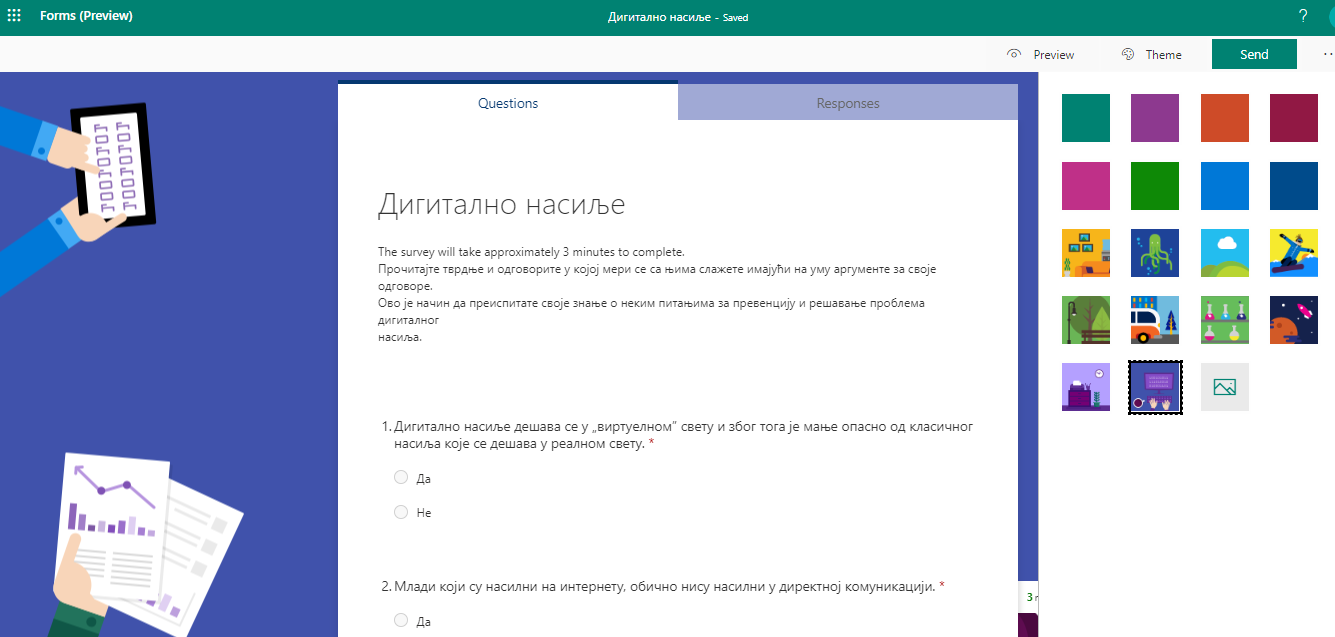 Forms (Preview)
Дигитално насиље - Saved
?
Preview
Theme
Send
Questions
Responses
Дигитално насиље
The survey will take approximately 3 minutes to complete.
Прочитајте тврдње и одговорите у којој мери се са њима слажете имајући на уму аргументе за своје
одговоре.
Ово је начин да преиспитате своје знање о неким питањима за превенцију и решавање проблема
дигиталног
насиља.
1. Дигитално насиље дешава се у „виртуелном” свету и због тога је мање опасно од класичног
насиља које се дешава у реалном свету. *
Да
Не
2. Млади који су насилни на интернету, обично нису насилни у директној комуникацији. *
3
Да